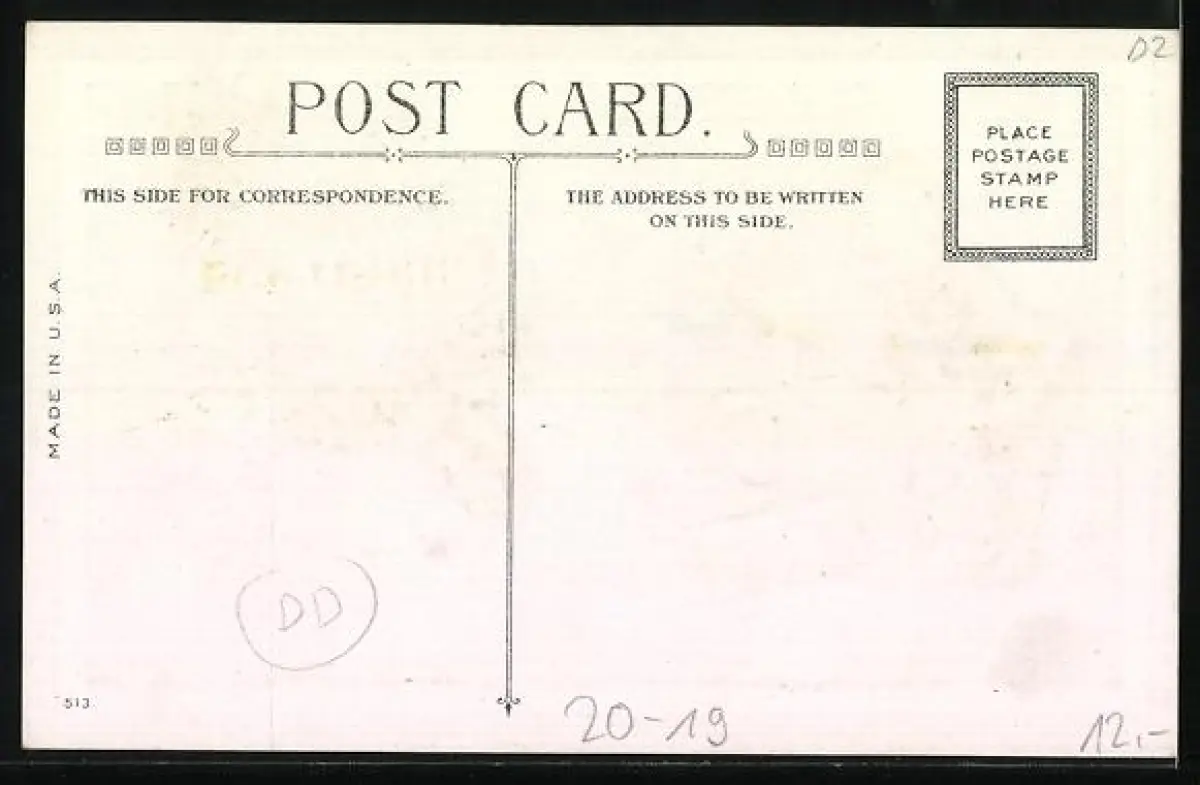 D2
POST CARD.
PLACE
POSTAGE
STAMP
HERE
THIS SIDE FOR CORRESPONDENCE.
THE ADDRESS TO BE WRITTEN
ON THIS SIDE.
MADE IN U.S.A.
DD
513
20-19
12,-